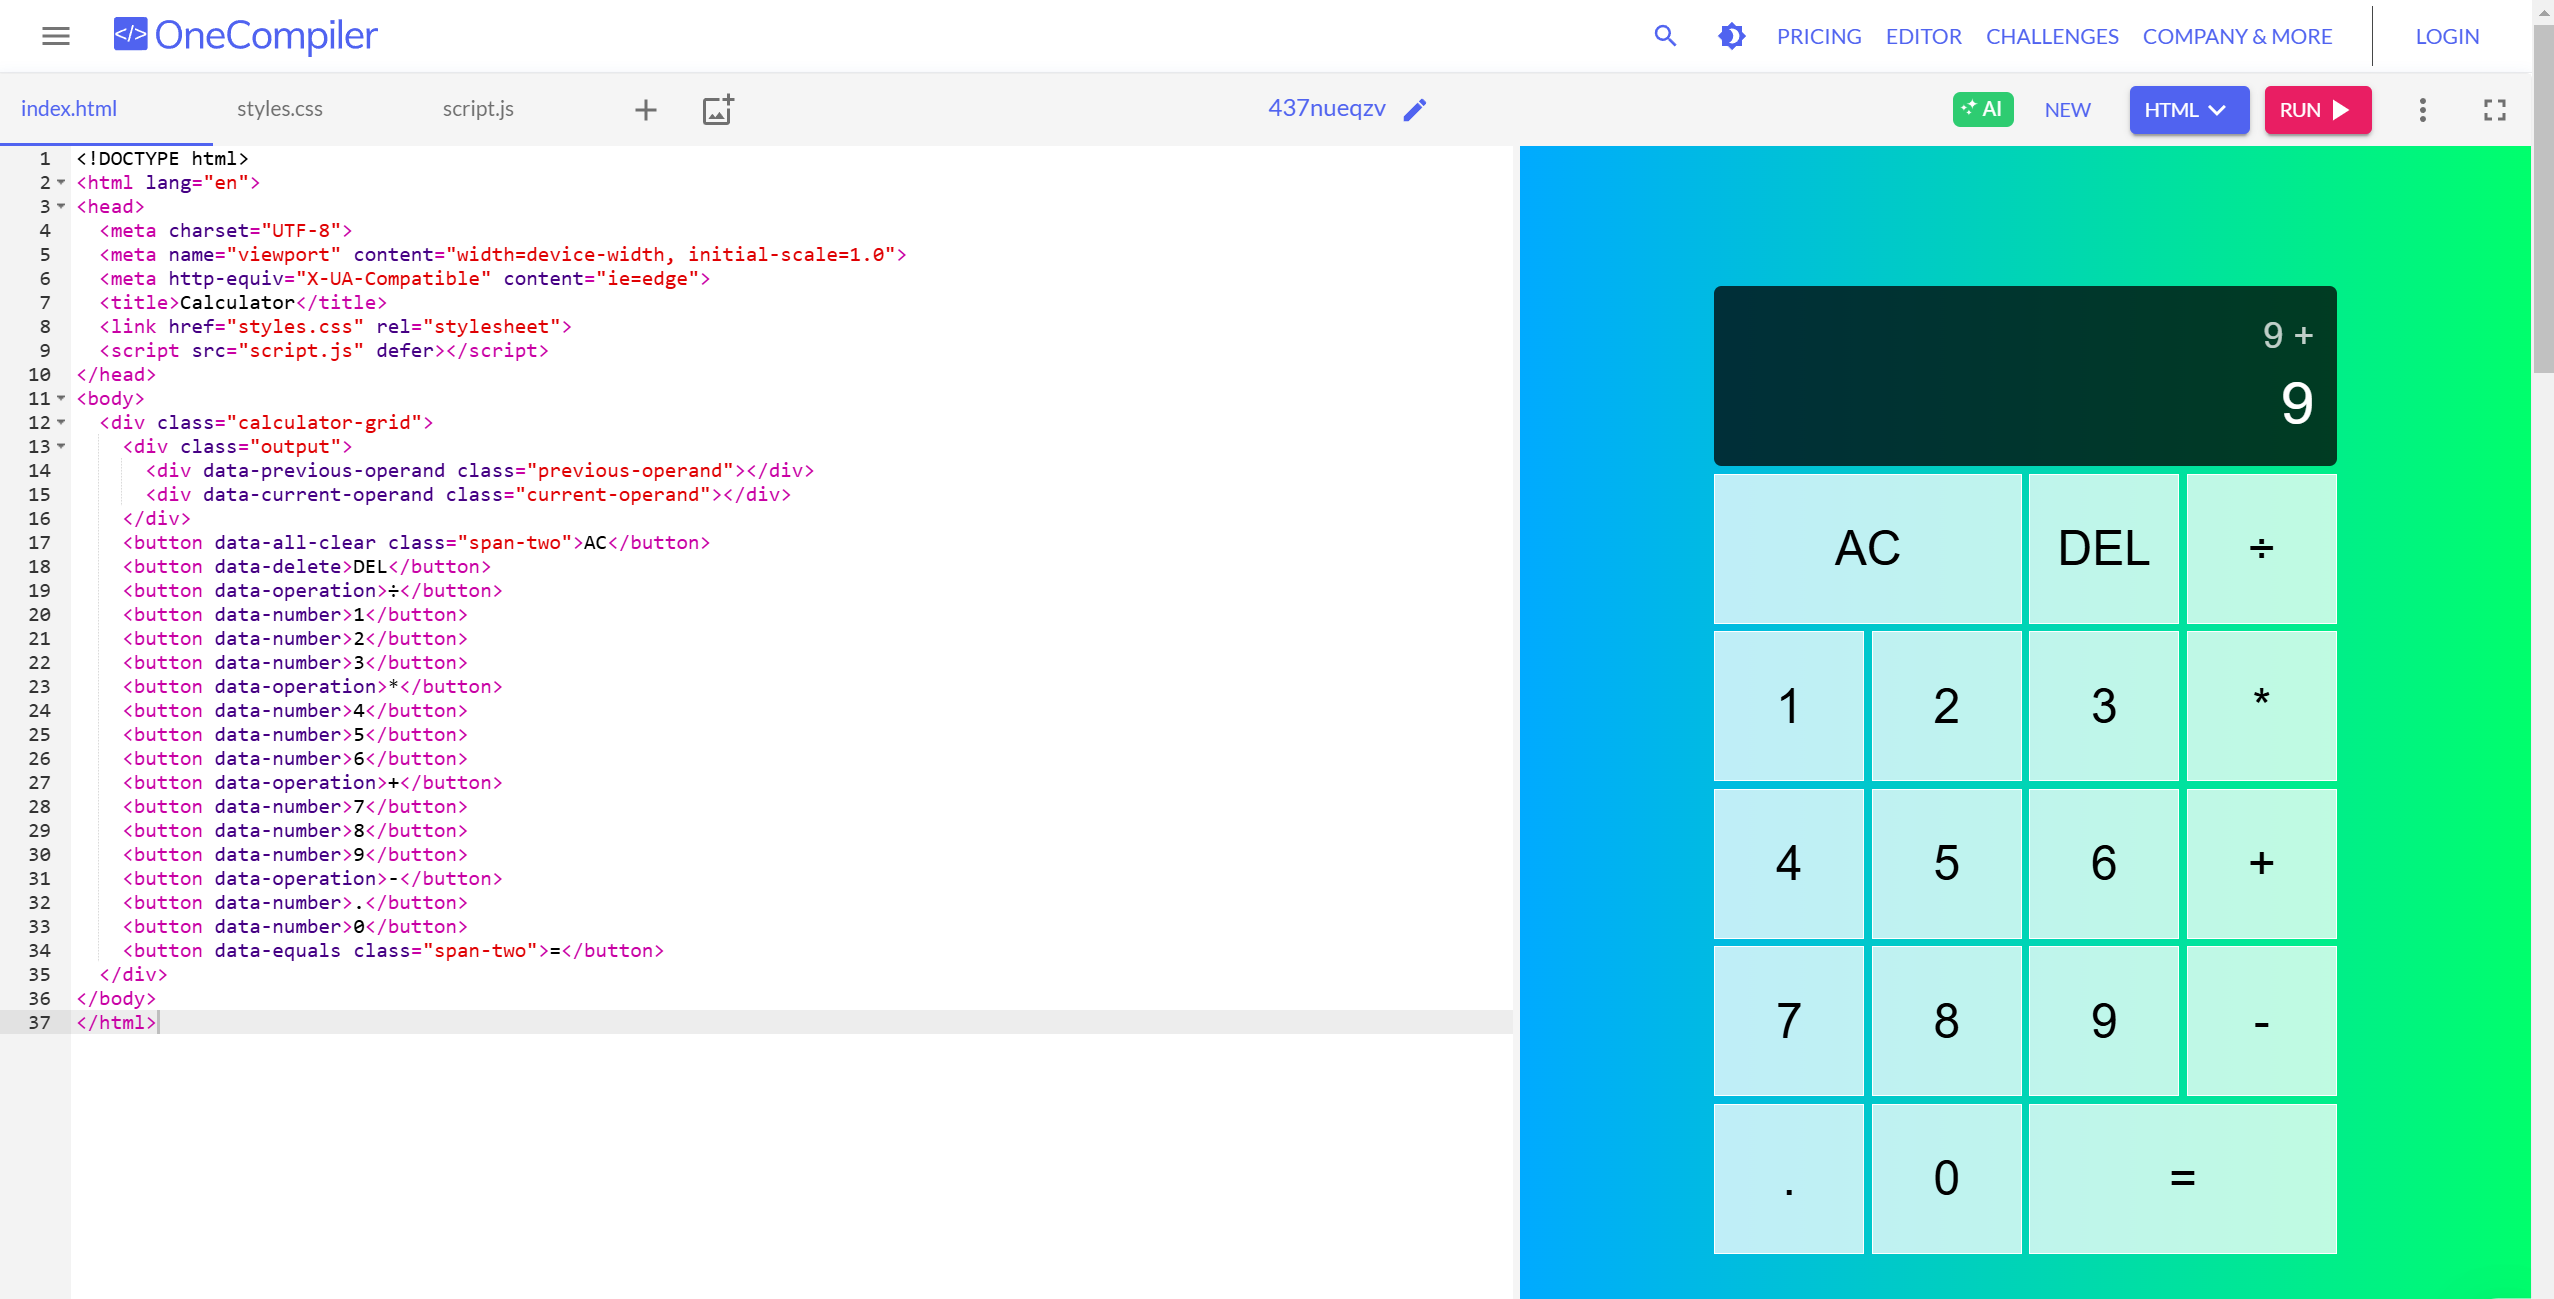 </> OneCompiler
PRICING EDITOR CHALLENGES COMPANY & MORE LOGIN
index.html styles.css script.js 437nueqzv AI NEW HTML RUN
1 <!DOCTYPE html>
2 <html lang="en">
3 <head>
4 <meta charset="UTF-8">
5 <meta name="viewport" content="width=device-width, initial-scale=1.0">
6 <meta http-equiv="X-UA-Compatible" content="ie=edge">
7 <title>Calculator</title>
8 <link href="styles.css" rel="stylesheet">
9 <script src="script.js" defer></script>
10 </head>
11 <body>
12 <div class="calculator-grid">
13 <div class="output">
14 <div data-previous-operand class="previous-operand"></div>
15 <div data-current-operand class="current-operand"></div>
16 </div>
17 <button data-all-clear class="span-two">AC</button>
18 <button data-delete>DEL</button>
19 <button data-operation>÷</button>
20 <button data-number>1</button>
21 <button data-number>2</button>
22 <button data-number>3</button>
23 <button data-operation>*</button>
24 <button data-number>4</button>
25 <button data-number>5</button>
26 <button data-number>6</button>
27 <button data-operation>+</button>
28 <button data-number>7</button>
29 <button data-number>8</button>
30 <button data-number>9</button>
31 <button data-operation>-</button>
32 <button data-number>.</button>
33 <button data-number>0</button>
34 <button data-equals class="span-two">=</button>
35 </div>
36 </body>
37 </html>
9 +
9
AC DEL ÷
1 2 3 *
4 5 6 +
7 8 9 -
. 0 =